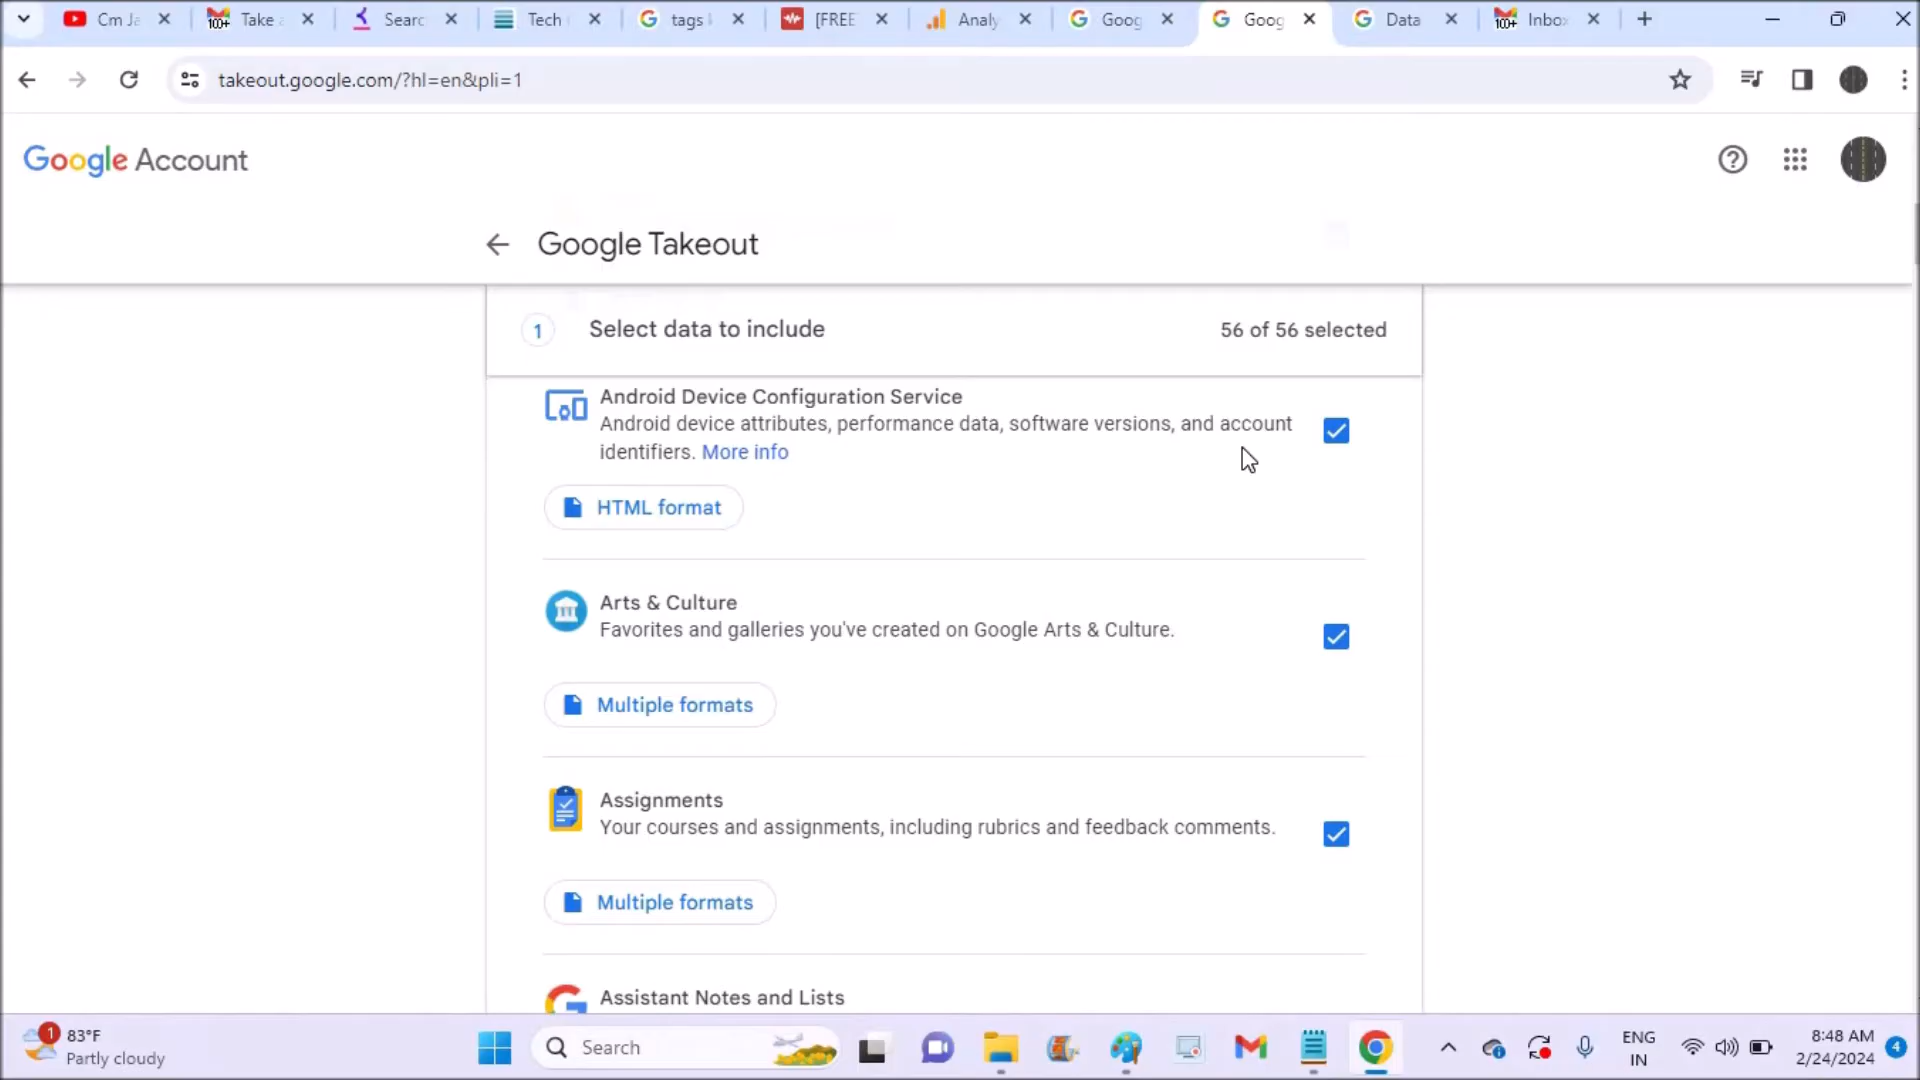 Cm Ja
100+
Take a
Searc
Tech
tags
[FREE
Analy
Goog
Goog
Data
100+
Inbox
takeout.google.com/?hl=en&pli=1
Google Account
Google Takeout
1
Select data to include
56 of 56 selected
Android Device Configuration Service
Android device attributes, performance data, software versions, and account
identifiers. More info
HTML format
Arts & Culture
Favorites and galleries you've created on Google Arts & Culture.
Multiple formats
Assignments
Your courses and assignments, including rubrics and feedback comments.
Multiple formats
Assistant Notes and Lists
1
83°F
Partly cloudy
Search
ENG
IN
8:48 AM
2/24/2024
4